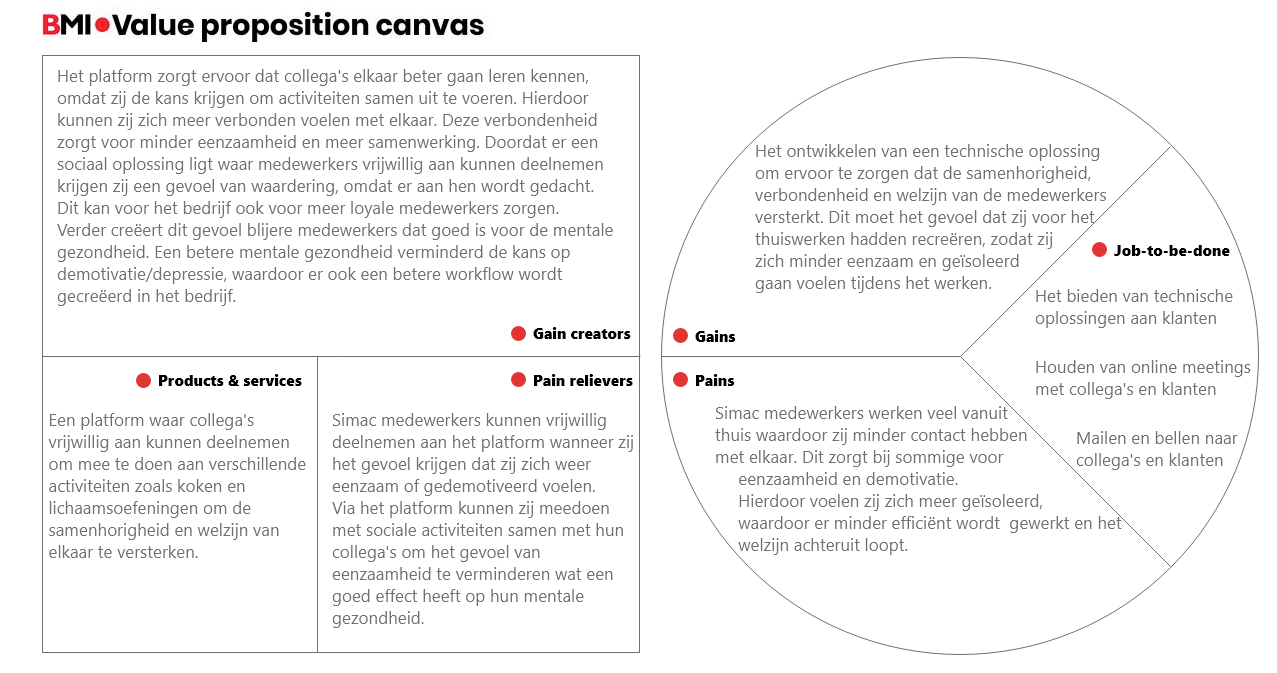 BMI Value proposition canvas
Het platform zorgt ervoor dat collega's elkaar beter gaan leren kennen,
omdat zij de kans krijgen om activiteiten samen uit te voeren. Hierdoor
kunnen zij zich meer verbonden voelen met elkaar. Deze verbondenheid
zorgt voor minder eenzaamheid en meer samenwerking. Doordat er een
sociaal oplossing ligt waar medewerkers vrijwillig aan kunnen deelnemen
krijgen zij een gevoel van waardering, omdat er aan hen wordt gedacht.
Dit kan voor het bedrijf ook voor meer loyale medewerkers zorgen.
Verder creëert dit gevoel blijere medewerkers dat goed is voor de mentale
gezondheid. Een betere mentale gezondheid verminderd de kans op
demotivatie/depressie, waardoor er ook een betere workflow wordt
gecreëerd in het bedrijf.
Gain creators
Products & services
Een platform waar collega's
vrijwillig aan kunnen deelnemen
om mee te doen aan verschillende
activiteiten zoals koken en
lichaamsoefeningen om de
samenhorigheid en welzijn van
elkaar te versterken.
Pain relievers
Simac medewerkers kunnen vrijwillig
deelnemen aan het platform wanneer zij
het gevoel krijgen dat zij zich weer
eenzaam of gedemotiveerd voelen.
Via het platform kunnen zij meedoen
met sociale activiteiten samen met hun
collega's om het gevoel van
eenzaamheid te verminderen wat een
goed effect heeft op hun mentale
gezondheid.
Het ontwikkelen van een technische oplossing
om ervoor te zorgen dat de samenhorigheid,
verbondenheid en welzijn van de medewerkers
versterkt. Dit moet het gevoel dat zij voor het
thuiswerken hadden recreëren, zodat zij
zich minder eenzaam en geïsoleerd
gaan voelen tijdens het werken.
Gains
Pains
Simac medewerkers werken veel vanuit
thuis waardoor zij minder contact hebben
met elkaar. Dit zorgt bij sommige voor
eenzaamheid en demotivatie.
Hierdoor voelen zij zich meer geïsoleerd,
waardoor er minder efficiënt wordt gewerkt en het
welzijn achteruit loopt.
Job-to-be-done
Het bieden van technische
oplossingen aan klanten
Houden van online meetings
met collega's en klanten
Mailen en bellen naar
collega's en klanten